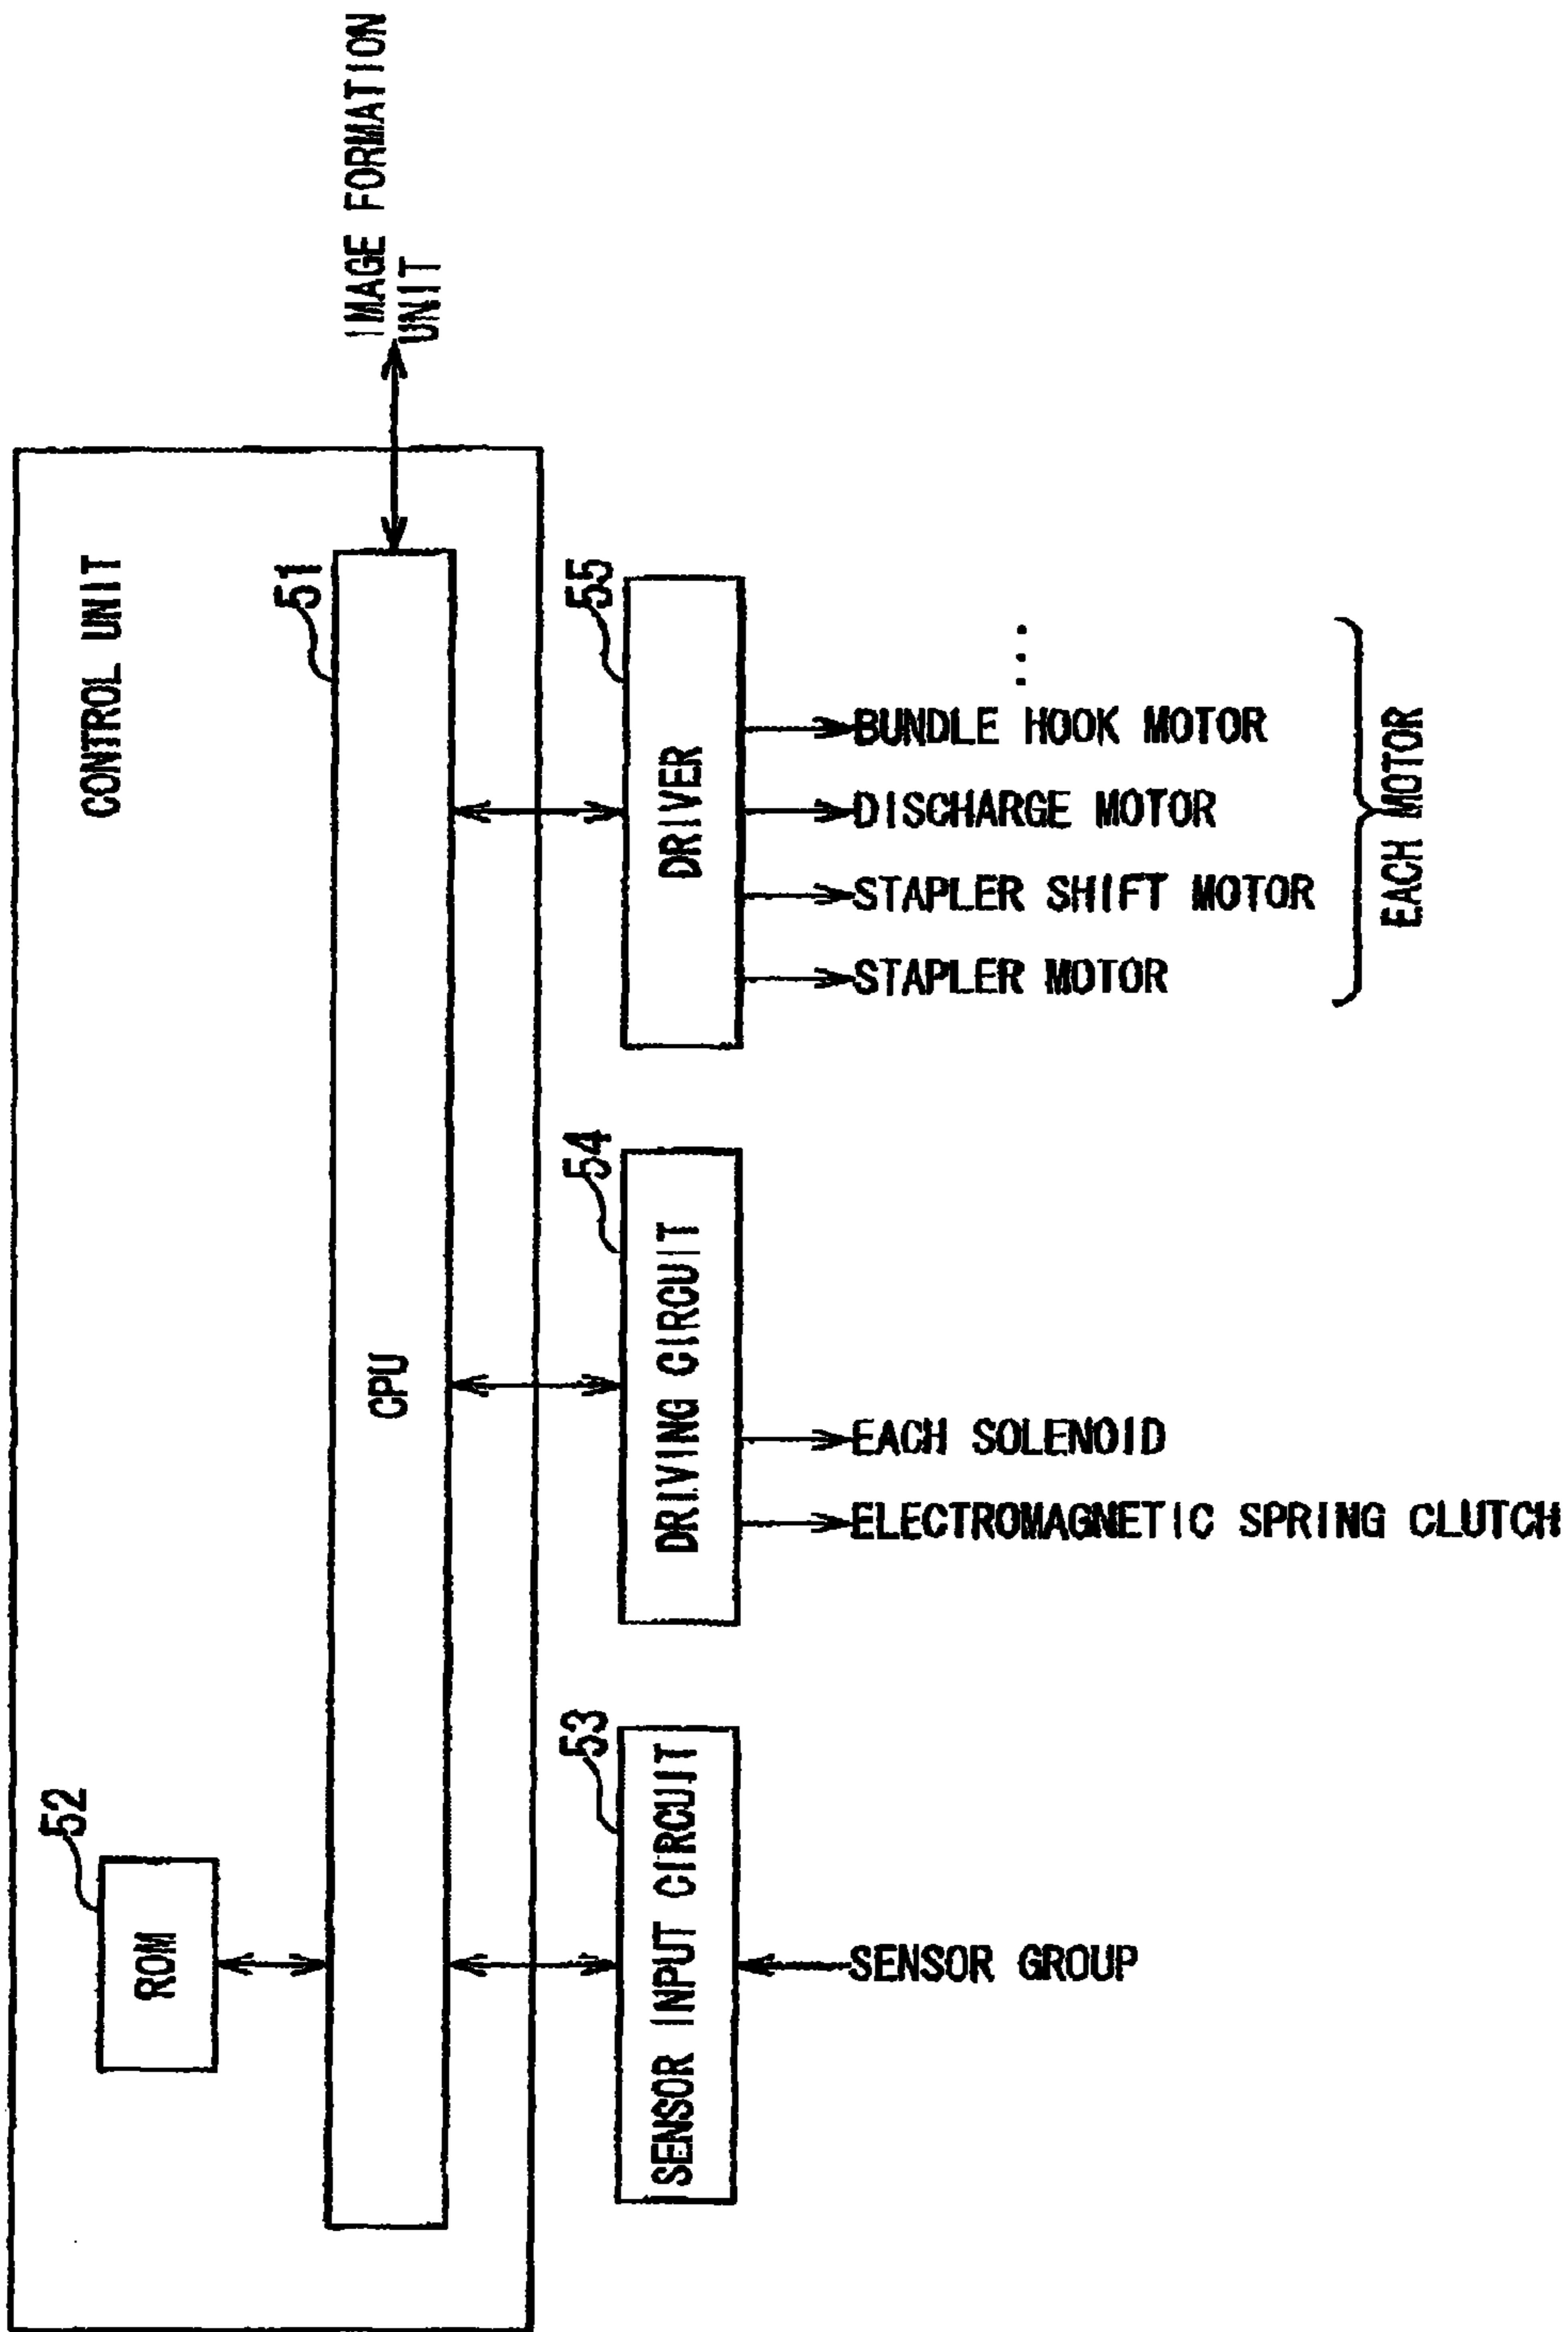 CONTROL UNIT
52
ROM
51
CPU
IMAGE FORMATION
UNIT
53
SENSOR INPUT CIRCUIT
SENSOR GROUP
54
DRIVING CIRCUIT
ELECTROMAGNETIC SPRING CLUTCH
EACH SOLENOID
55
DRIVER
STAPLER MOTOR
STAPLER SHIFT MOTOR
DISCHARGE MOTOR
BUNDLE HOOK MOTOR
...
EACH MOTOR